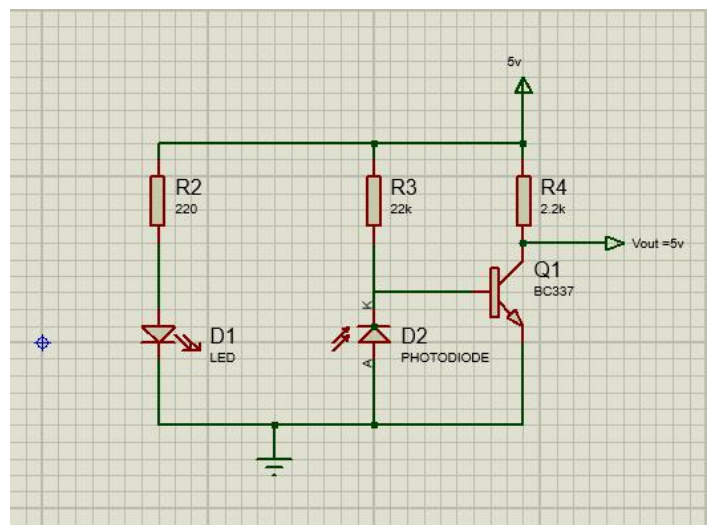 5v
R2
220
R3
22k
R4
2.2k
Vout =5v
Q1
BC337
K
D1
LED
D2
PHOTODIODE
A